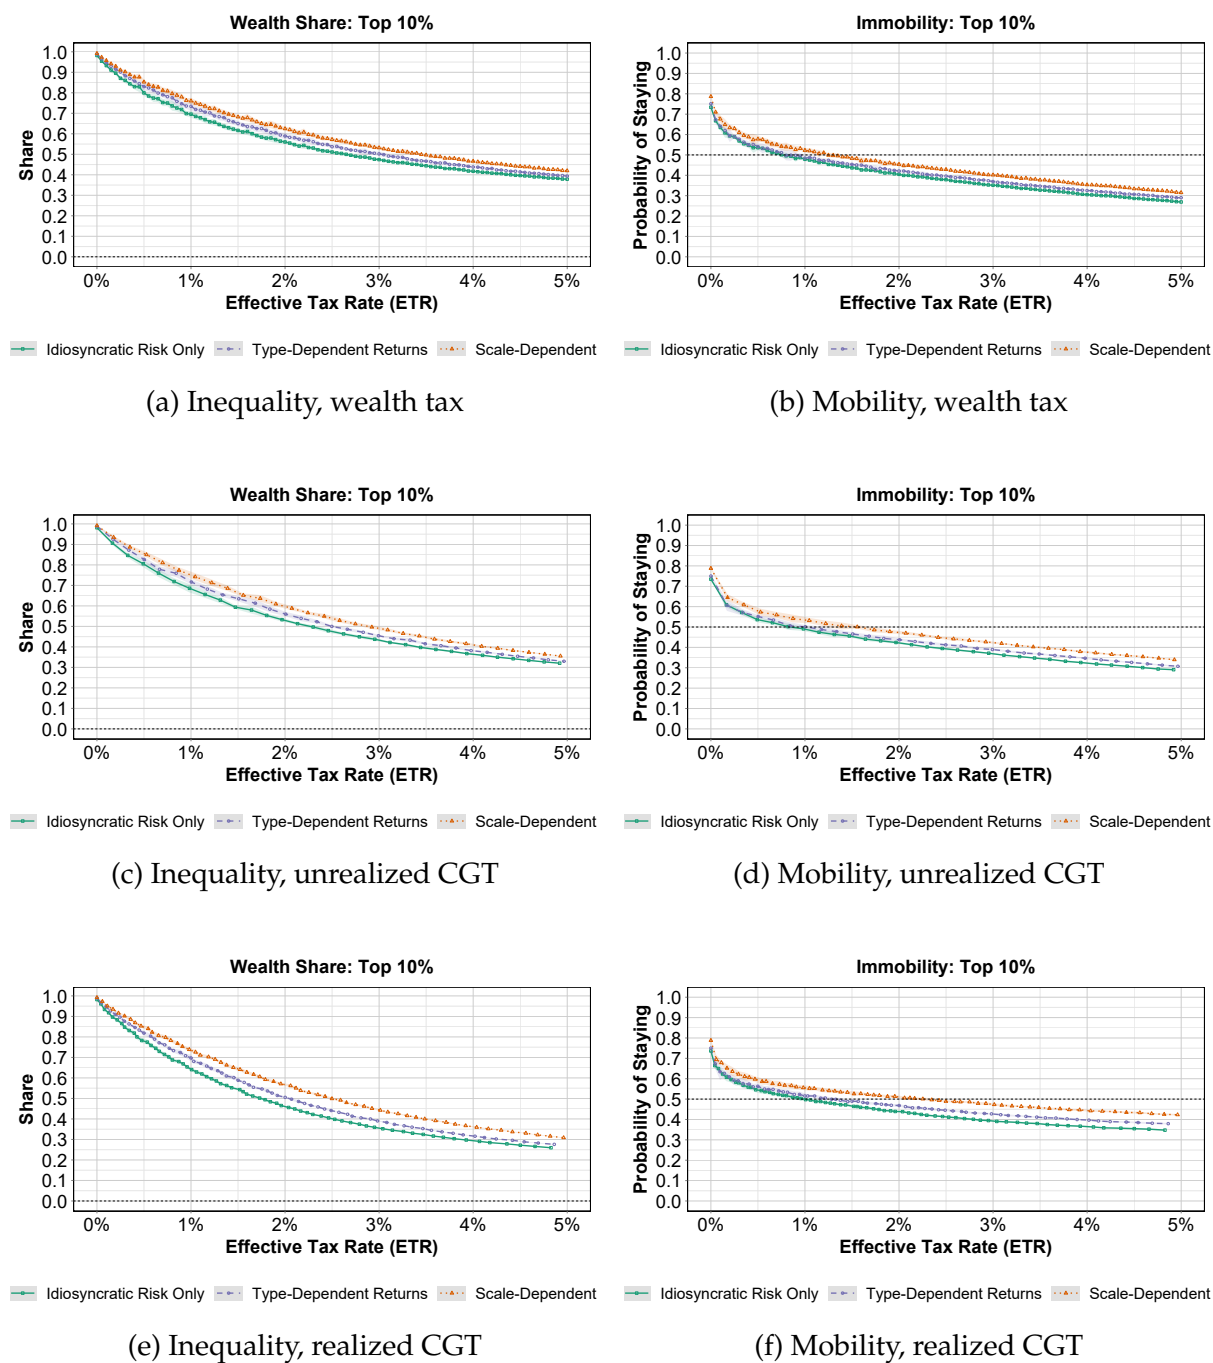 Wealth Share: Top 10%
1.0
0.9
0.8
0.7
0.6
0.5
0.4
0.3
0.2
0.1
0.0
Share
0% 1% 2% 3% 4% 5%
Effective Tax Rate (ETR)
Idiosyncratic Risk Only Type-Dependent Returns Scale-Dependent
(a) Inequality, wealth tax
Immobility: Top 10%
1.0
0.9
0.8
0.7
0.6
0.5
0.4
0.3
0.2
0.1
0.0
Probability of Staying
0% 1% 2% 3% 4% 5%
Effective Tax Rate (ETR)
Idiosyncratic Risk Only Type-Dependent Returns Scale-Dependent
(b) Mobility, wealth tax
Wealth Share: Top 10%
1.0
0.9
0.8
0.7
0.6
0.5
0.4
0.3
0.2
0.1
0.0
Share
0% 1% 2% 3% 4% 5%
Effective Tax Rate (ETR)
Idiosyncratic Risk Only Type-Dependent Returns Scale-Dependent
(c) Inequality, unrealized CGT
Immobility: Top 10%
1.0
0.9
0.8
0.7
0.6
0.5
0.4
0.3
0.2
0.1
0.0
Probability of Staying
0% 1% 2% 3% 4% 5%
Effective Tax Rate (ETR)
Idiosyncratic Risk Only Type-Dependent Returns Scale-Dependent
(d) Mobility, unrealized CGT
Wealth Share: Top 10%
1.0
0.9
0.8
0.7
0.6
0.5
0.4
0.3
0.2
0.1
0.0
Share
0% 1% 2% 3% 4% 5%
Effective Tax Rate (ETR)
Idiosyncratic Risk Only Type-Dependent Returns Scale-Dependent
(e) Inequality, realized CGT
Immobility: Top 10%
1.0
0.9
0.8
0.7
0.6
0.5
0.4
0.3
0.2
0.1
0.0
Probability of Staying
0% 1% 2% 3% 4% 5%
Effective Tax Rate (ETR)
Idiosyncratic Risk Only Type-Dependent Returns Scale-Dependent
(f) Mobility, realized CGT